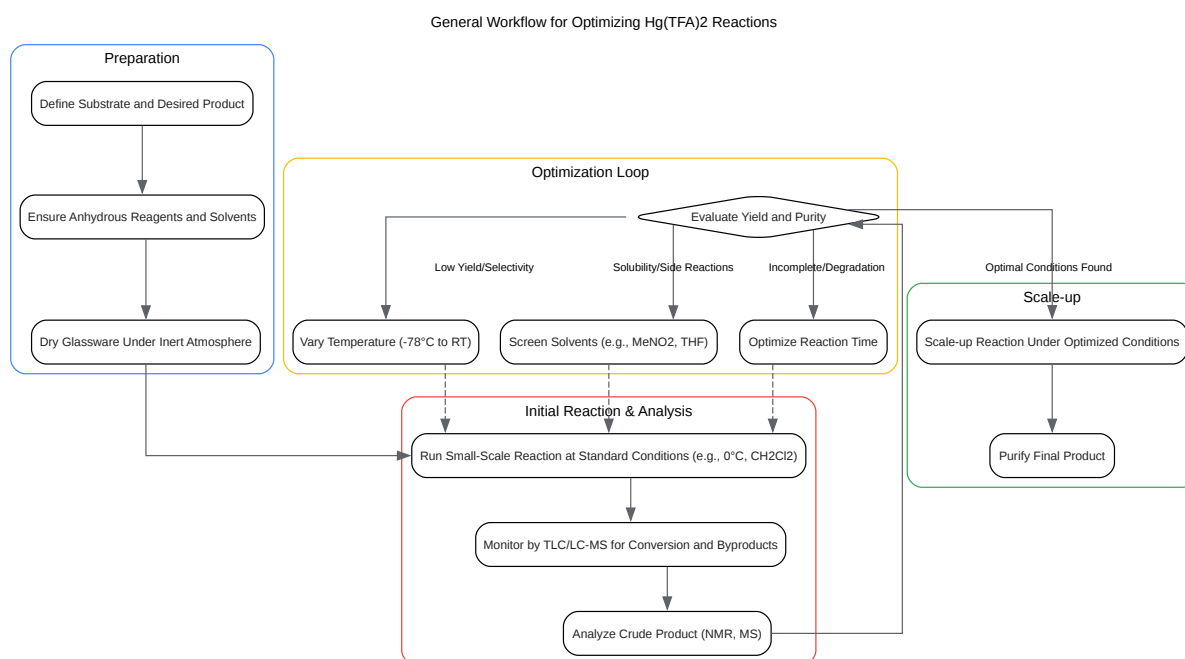 General Workflow for Optimizing Hg(TFA)2 Reactions
Preparation
Define Substrate and Desired Product
Ensure Anhydrous Reagents and Solvents
Dry Glassware Under Inert Atmosphere
Optimization Loop
Evaluate Yield and Purity
Low Yield/Selectivity
Solubility/Side Reactions
Incomplete/Degradation
Optimal Conditions Found
Vary Temperature (-78°C to RT)
Screen Solvents (e.g., MeNO2, THF)
Optimize Reaction Time
Scale-up
Scale-up Reaction Under Optimized Conditions
Purify Final Product
Initial Reaction & Analysis
Run Small-Scale Reaction at Standard Conditions (e.g., 0°C, CH2Cl2)
Monitor by TLC/LC-MS for Conversion and Byproducts
Analyze Crude Product (NMR, MS)